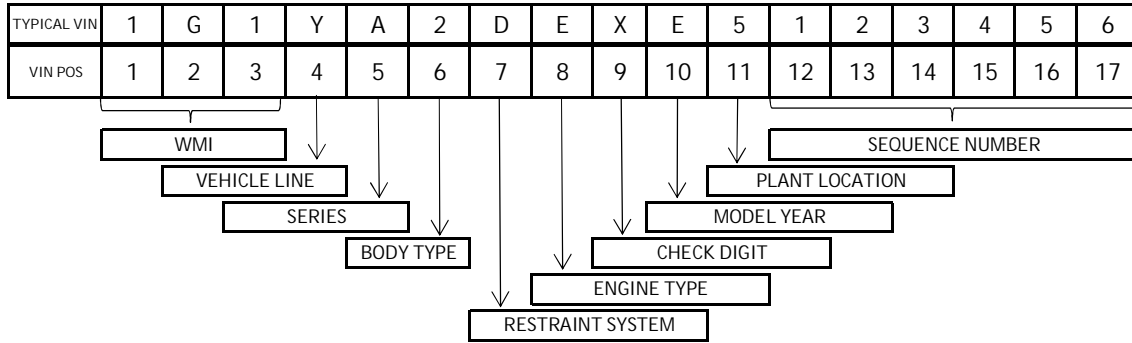 TYPICAL VIN 1 G 1 Y A 2 D E X E 5 1 2 3 4 5 6
VIN POS 1 2 3 4 5 6 7 8 9 10 11 12 13 14 15 16 17
WMI SEQUENCE NUMBER
VEHICLE LINE PLANT LOCATION
SERIES MODEL YEAR
BODY TYPE CHECK DIGIT
ENGINE TYPE
RESTRAINT SYSTEM